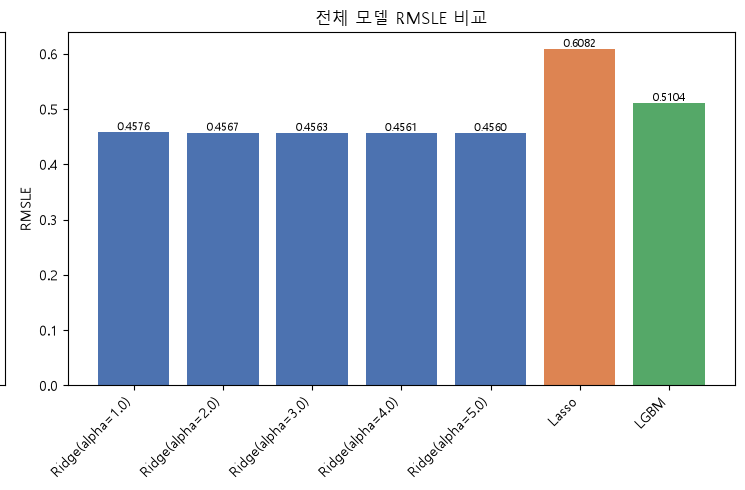 전체 모델 RMSLE 비교
RMSLE
0.6
0.5
0.4
0.3
0.2
0.1
0.0
0.4576
0.4567
0.4563
0.4561
0.4560
0.6082
0.5104
Ridge(alpha=1.0)
Ridge(alpha=2.0)
Ridge(alpha=3.0)
Ridge(alpha=4.0)
Ridge(alpha=5.0)
Lasso
LGBM